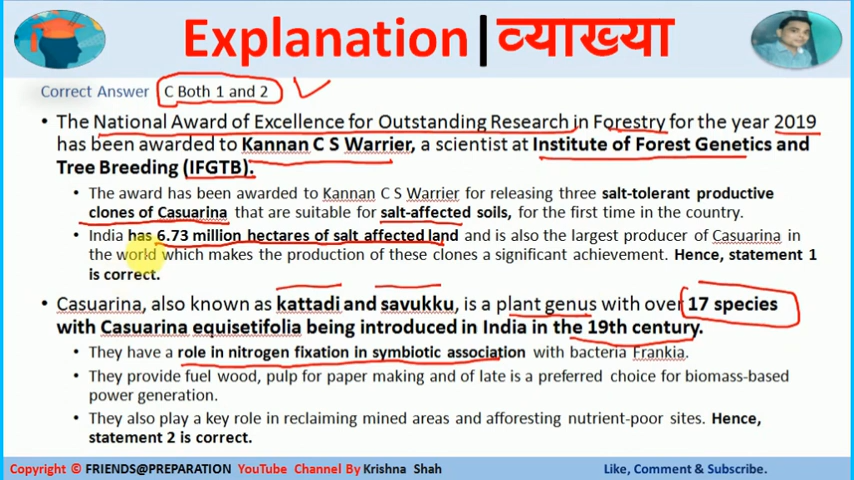 Explanation|व्याख्या
Correct Answer C Both 1 and 2
• The National Award of Excellence for Outstanding Research in Forestry for the year 2019
has been awarded to Kannan C S Warrier, a scientist at Institute of Forest Genetics and
Tree Breeding (IFGTB).
• The award has been awarded to Kannan C S Warrier for releasing three salt-tolerant productive
clones of Casuarina that are suitable for salt-affected soils, for the first time in the country.
• India has 6.73 million hectares of salt affected land and is also the largest producer of Casuarina in
the world which makes the production of these clones a significant achievement. Hence, statement 1
is correct.
• Casuarina, also known as kattadi and savukku, is a plant genus with over 17 species
with Casuarina equisetifolia being introduced in India in the 19th century.
• They have a role in nitrogen fixation in symbiotic association with bacteria Frankia.
• They provide fuel wood, pulp for paper making and of late is a preferred choice for biomass-based
power generation.
• They also play a key role in reclaiming mined areas and afforesting nutrient-poor sites. Hence,
statement 2 is correct.
Copyright © FRIENDS@PREPARATION YouTube Channel By Krishna Shah Like, Comment & Subscribe.